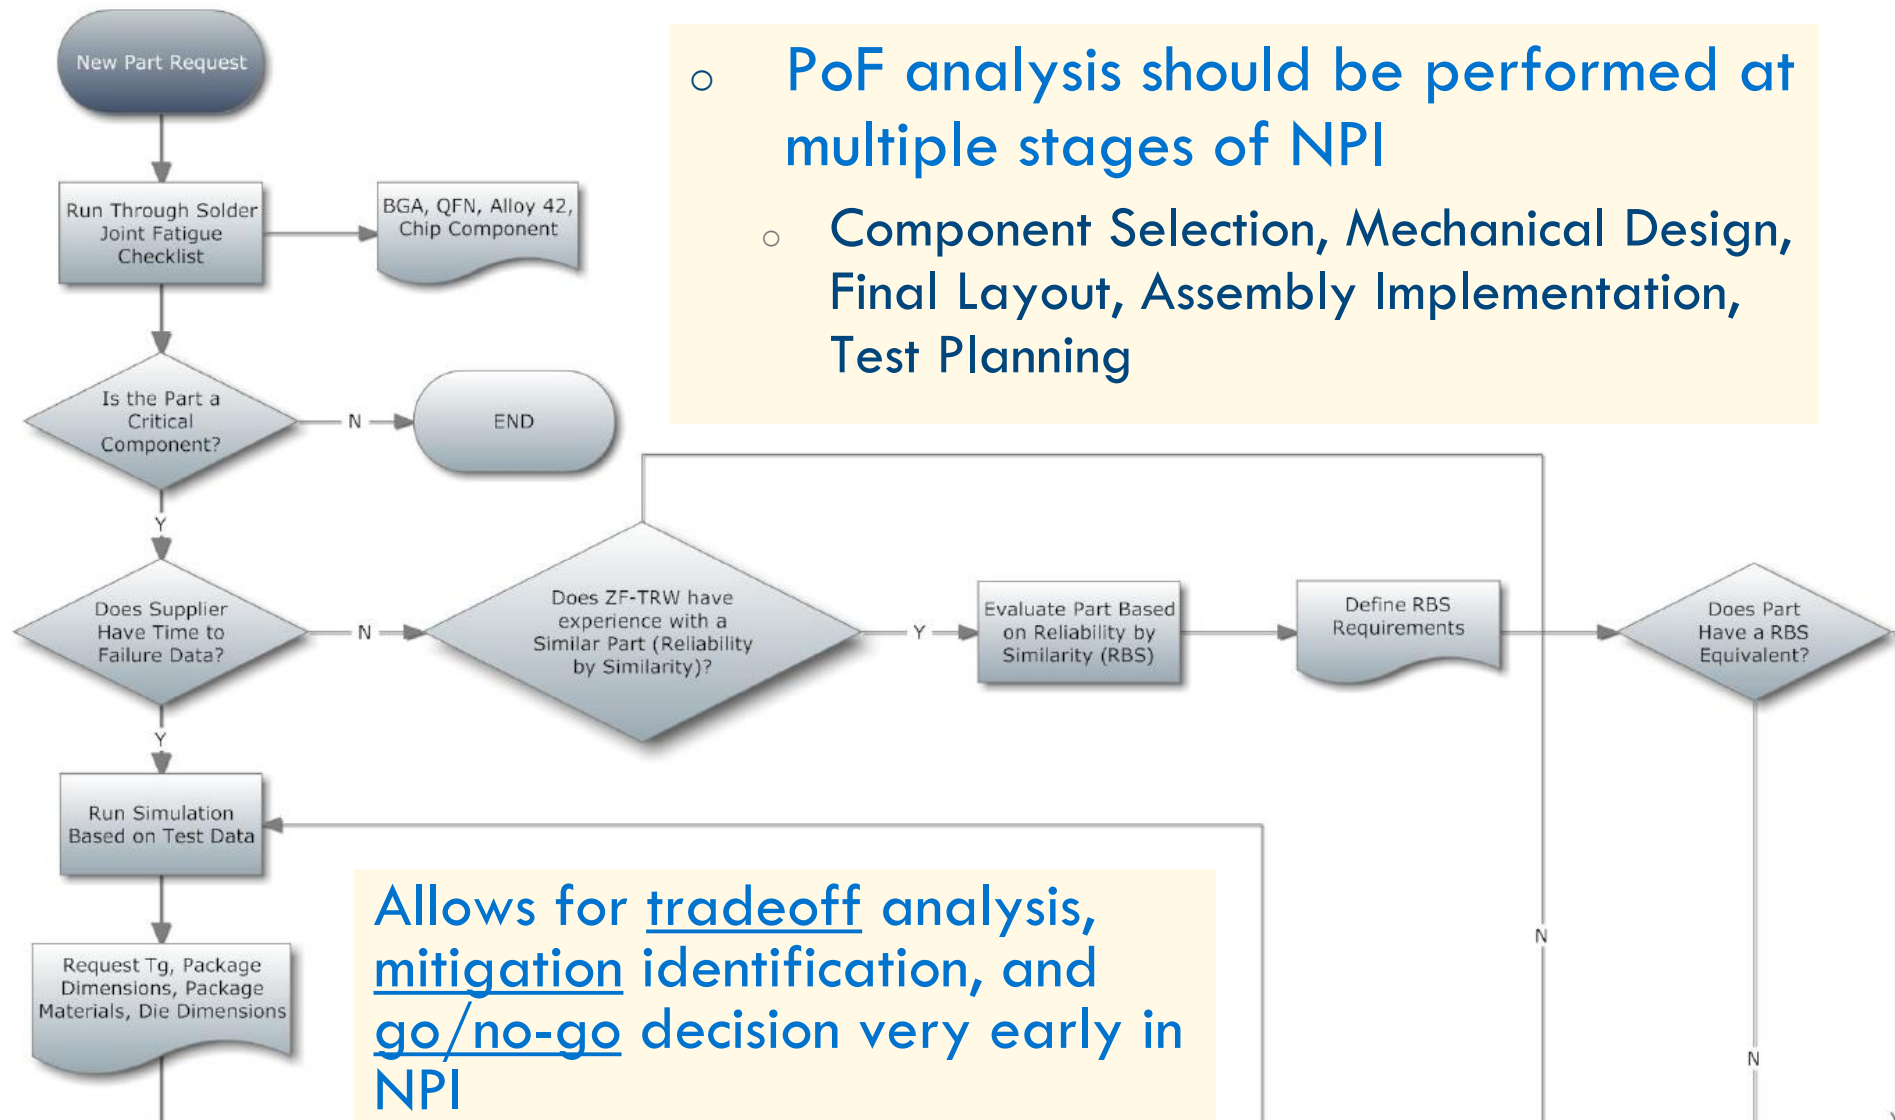 New Part Request
○ PoF analysis should be performed at
multiple stages of NPI
○ Component Selection, Mechanical Design,
Final Layout, Assembly Implementation,
Test Planning
Run Through Solder
Joint Fatigue
Checklist
BGA, QFN, Alloy 42,
Chip Component
Is the Part a
Critical
Component?
N
END
Y
Does Supplier
Have Time to
Failure Data?
N
Does ZF-TRW have
experience with a
Similar Part (Reliability
by Similarity)?
Y
Evaluate Part Based
on Reliability by
Similarity (RBS)
Define RBS
Requirements
Does Part
Have a RBS
Equivalent?
Y
Run Simulation
Based on Test Data
Allows for tradeoff analysis,
mitigation identification, and
go/no-go decision very early in
NPI
N
Request Tg, Package
Dimensions, Package
Materials, Die Dimensions
N